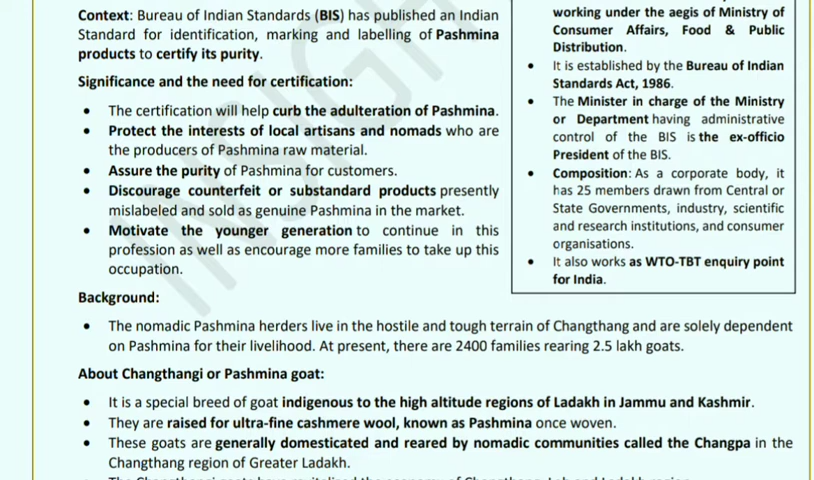 Context: Bureau of Indian Standards (BIS) has published an Indian
Standard for identification, marking and labelling of Pashmina
products to certify its purity.
Significance and the need for certification:
• The certification will help curb the adulteration of Pashmina.
• Protect the interests of local artisans and nomads who are
the producers of Pashmina raw material.
• Assure the purity of Pashmina for customers.
• Discourage counterfeit or substandard products presently
mislabeled and sold as genuine Pashmina in the market.
• Motivate the younger generation to continue in this
profession as well as encourage more families to take up this
occupation.
working under the aegis of Ministry of
Consumer Affairs, Food & Public
Distribution.
• It is established by the Bureau of Indian
Standards Act, 1986.
• The Minister in charge of the Ministry
or Department having administrative
control of the BIS is the ex-officio
President of the BIS.
• Composition: As a corporate body, it
has 25 members drawn from Central or
State Governments, industry, scientific
and research institutions, and consumer
organisations.
• It also works as WTO-TBT enquiry point
for India.
Background:
• The nomadic Pashmina herders live in the hostile and tough terrain of Changthang and are solely dependent
on Pashmina for their livelihood. At present, there are 2400 families rearing 2.5 lakh goats.
About Changthangi or Pashmina goat:
• It is a special breed of goat indigenous to the high altitude regions of Ladakh in Jammu and Kashmir.
• They are raised for ultra-fine cashmere wool, known as Pashmina once woven.
• These goats are generally domesticated and reared by nomadic communities called the Changpa in the
Changthang region of Greater Ladakh.
INSIGH